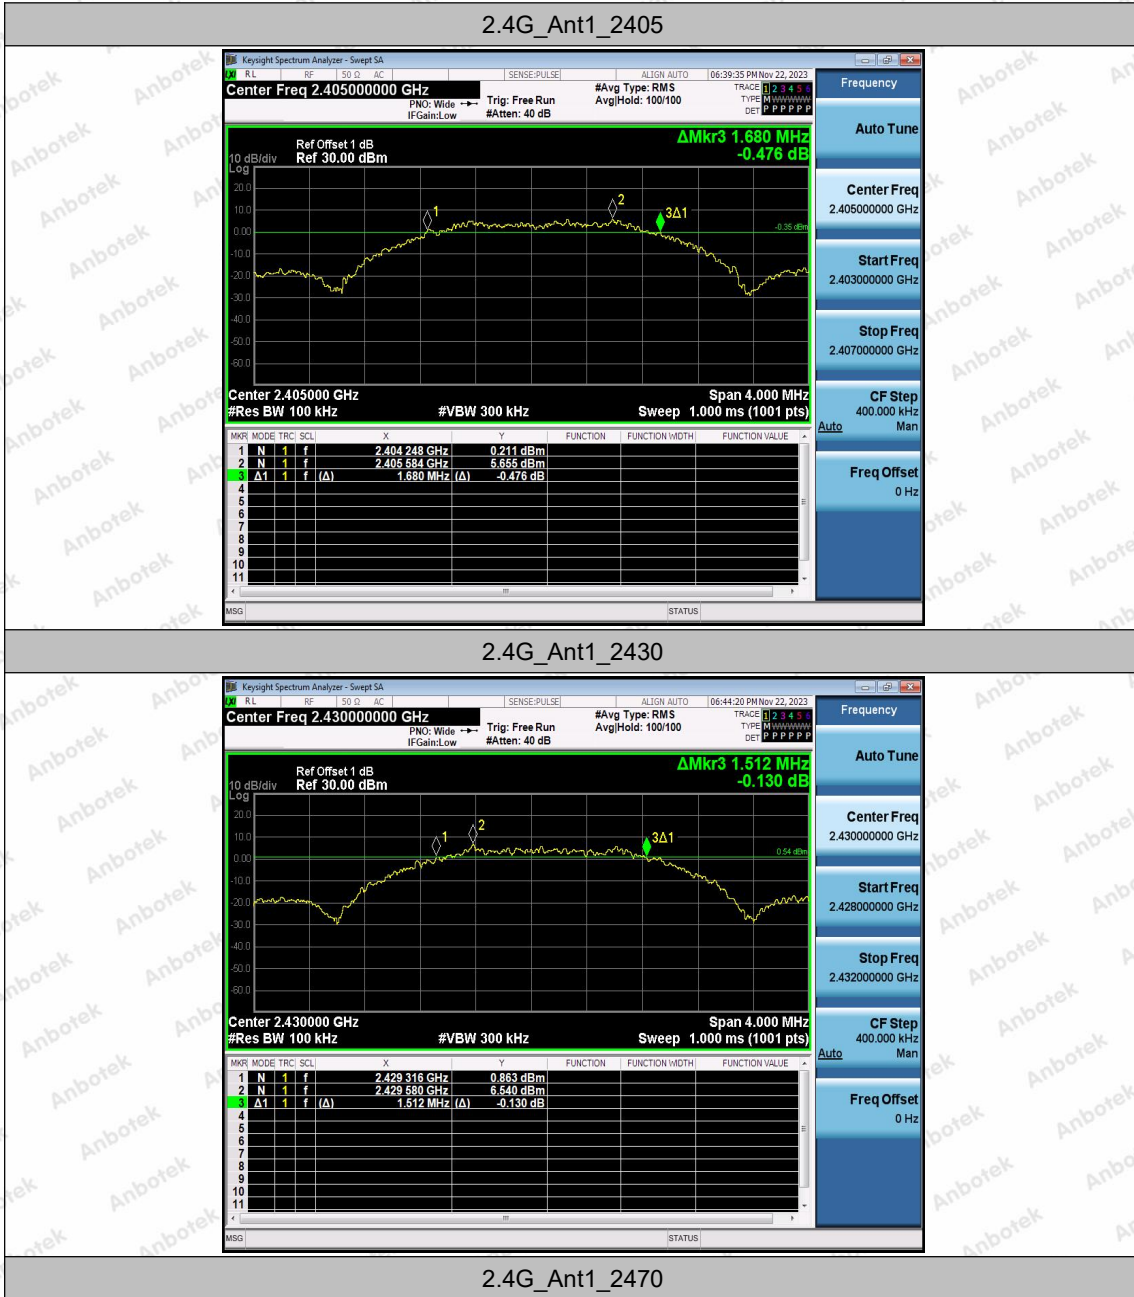 2.4G_Ant1_2405
Keysight Spectrum Analyzer - Swept SA
LXI RL RF 50 Ω AC SENSE:PULSE ALIGN AUTO 06:39:35 PM Nov 22, 2023
Center Freq 2.405000000 GHz
PNO: Wide
IFGain:Low
Trig: Free Run
#Atten: 40 dB
#Avg Type: RMS
Avg|Hold: 100/100
TRACE 1 2 3 4 5 6
TYPE M WWWWW
DET P P P P P P
Frequency
Auto Tune
Center Freq
2.405000000 GHz
Start Freq
2.403000000 GHz
Stop Freq
2.407000000 GHz
CF Step
400.000 kHz
Auto Man
Freq Offset
0 Hz
ΔMkr3 1.680 MHz
-0.476 dB
Ref Offset 1 dB
10 dB/div Ref 30.00 dBm
Log
20.0
10.0
0.00
-10.0
-20.0
-30.0
-40.0
-50.0
-60.0
1
2
3Δ1
-0.35 dBm
Center 2.405000 GHz Span 4.000 MHz
#Res BW 100 kHz #VBW 300 kHz Sweep 1.000 ms (1001 pts)
MKR MODE TRC SCL X Y FUNCTION FUNCTION WIDTH FUNCTION VALUE
1 N 1 f 2.404 248 GHz 0.211 dBm
2 N 1 f 2.405 584 GHz 5.655 dBm
3 Δ1 1 f (Δ) 1.680 MHz (Δ) -0.476 dB
4
5
6
7
8
9
10
11
MSG STATUS
2.4G_Ant1_2430
Keysight Spectrum Analyzer - Swept SA
LXI RL RF 50 Ω AC SENSE:PULSE ALIGN AUTO 06:44:20 PM Nov 22, 2023
Center Freq 2.430000000 GHz
PNO: Wide
IFGain:Low
Trig: Free Run
#Atten: 40 dB
#Avg Type: RMS
Avg|Hold: 100/100
TRACE 1 2 3 4 5 6
TYPE M WWWWW
DET P P P P P P
Frequency
Auto Tune
Center Freq
2.430000000 GHz
Start Freq
2.428000000 GHz
Stop Freq
2.432000000 GHz
CF Step
400.000 kHz
Auto Man
Freq Offset
0 Hz
ΔMkr3 1.512 MHz
-0.130 dB
Ref Offset 1 dB
10 dB/div Ref 30.00 dBm
Log
20.0
10.0
0.00
-10.0
-20.0
-30.0
-40.0
-50.0
-60.0
1
2
3Δ1
0.54 dBm
Center 2.430000 GHz Span 4.000 MHz
#Res BW 100 kHz #VBW 300 kHz Sweep 1.000 ms (1001 pts)
MKR MODE TRC SCL X Y FUNCTION FUNCTION WIDTH FUNCTION VALUE
1 N 1 f 2.429 316 GHz 0.863 dBm
2 N 1 f 2.429 580 GHz 6.540 dBm
3 Δ1 1 f (Δ) 1.512 MHz (Δ) -0.130 dB
4
5
6
7
8
9
10
11
MSG STATUS
2.4G_Ant1_2470